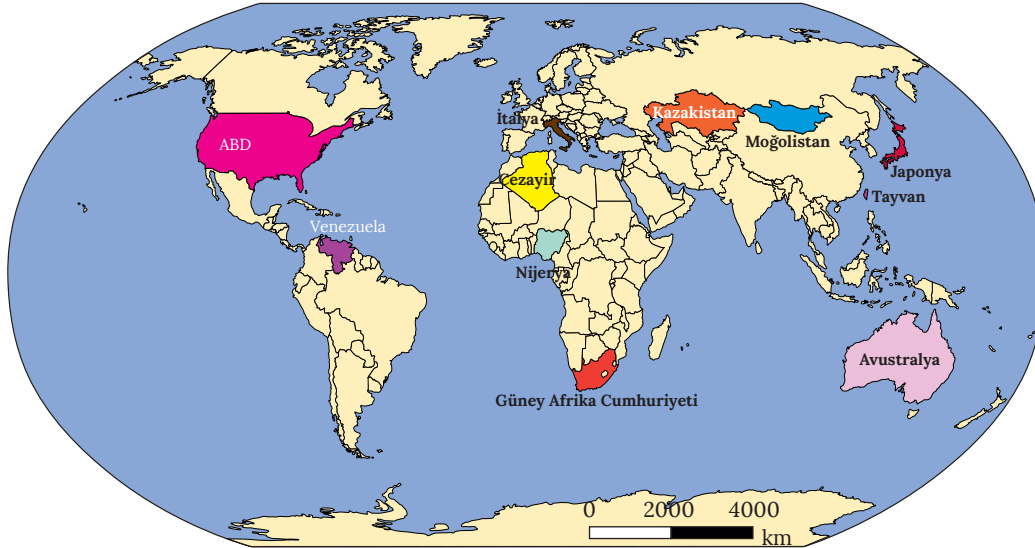 İtalya
Kazakistan
ABD
Moğolistan
Japonya
Cezayir
Tayvan
Venezuela
Nijerya
Avustralya
Güney Afrika Cumhuriyeti
0 2000 4000
km